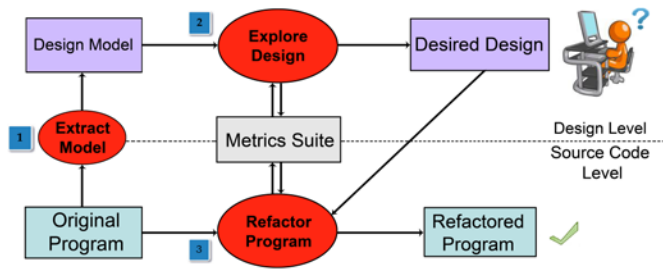 2
Design Model
Explore
Design
Desired Design
?
1
Extract
Model
Metrics Suite
Design Level
Source Code
Level
Original
Program
3
Refactor
Program
Refactored
Program